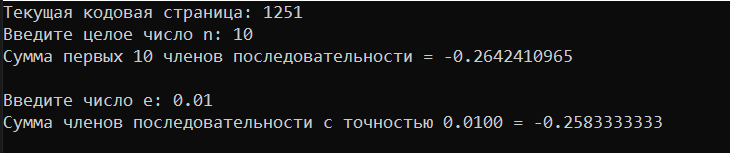 Текущая кодовая страница: 1251
Введите целое число n: 10
Сумма первых 10 членов последовательности = -0.2642410965
Введите число e: 0.01
Сумма членов последовательности с точностью 0.0100 = -0.2583333333